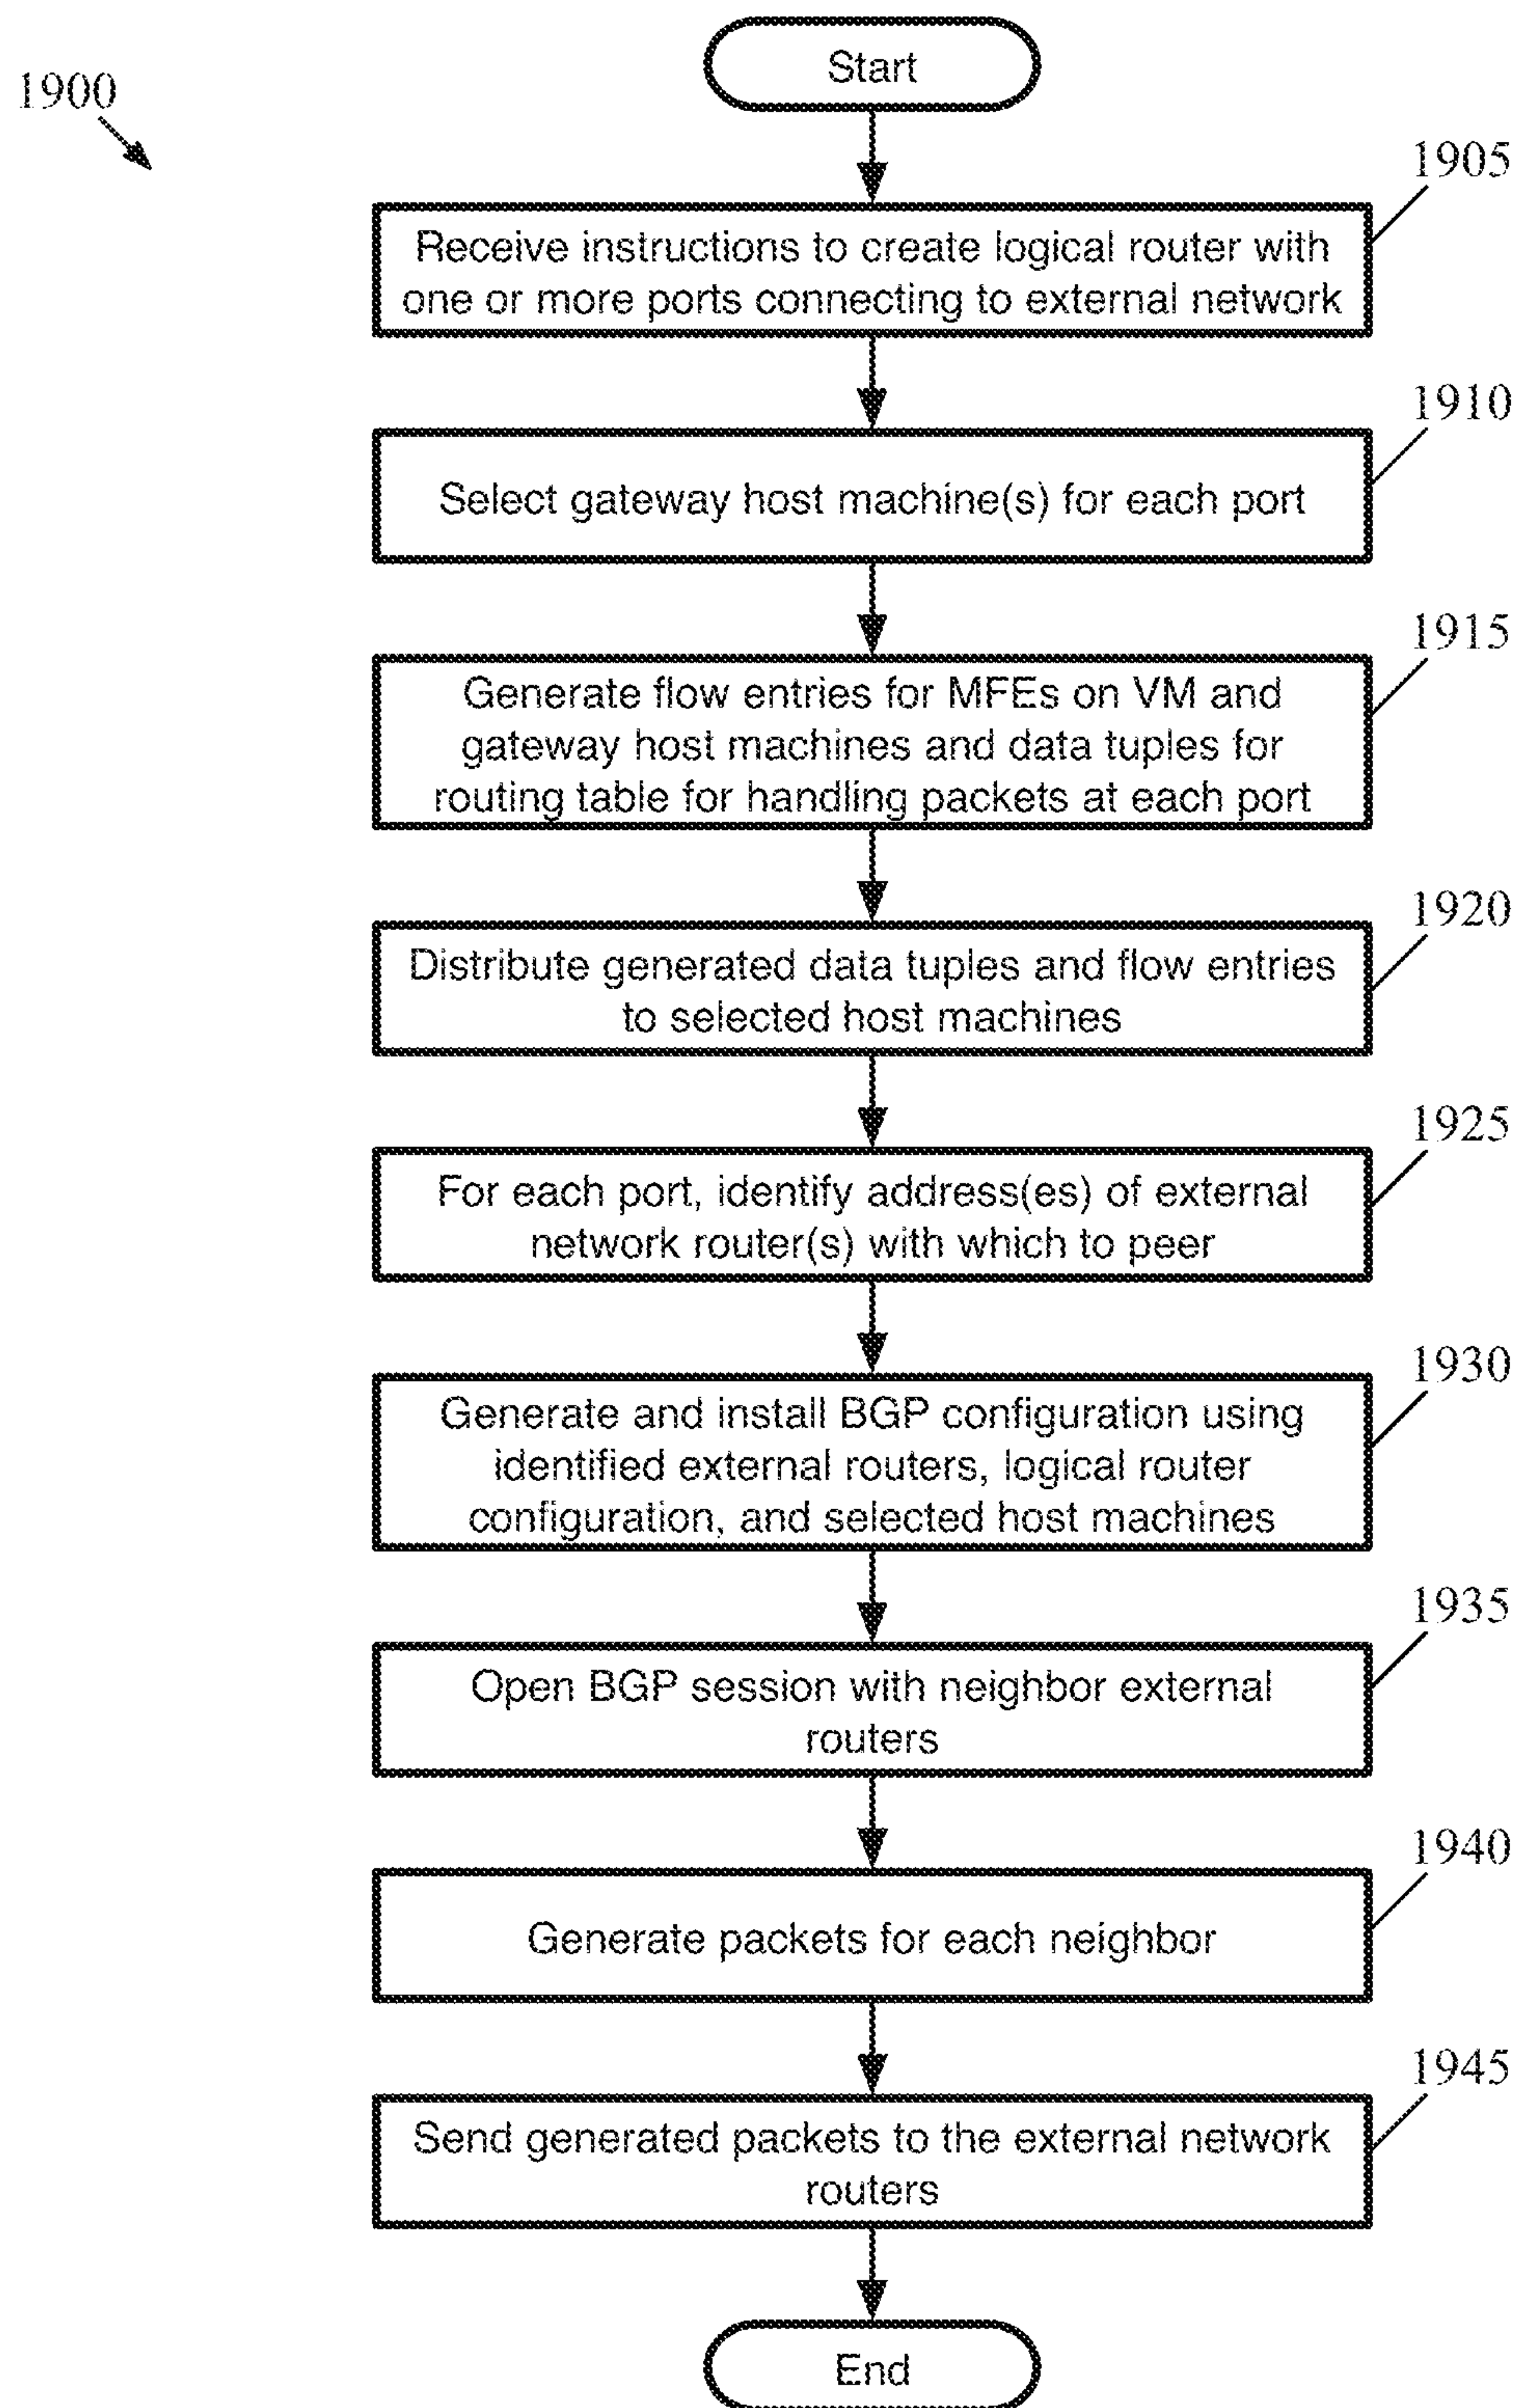 Start
1900
1905
Receive instructions to create logical router with
one or more ports connecting to external network
1910
Select gateway host machine(s) for each port
1915
Generate flow entries for MFEs on VM and
gateway host machines and data tuples for
routing table for handling packets at each port
1920
Distribute generated data tuples and flow entries
to selected host machines
1925
For each port, identify address(es) of external
network router(s) with which to peer
1930
Generate and install BGP configuration using
identified external routers, logical router
configuration, and selected host machines
1935
Open BGP session with neighbor external
routers
1940
Generate packets for each neighbor
1945
Send generated packets to the external network
routers
End